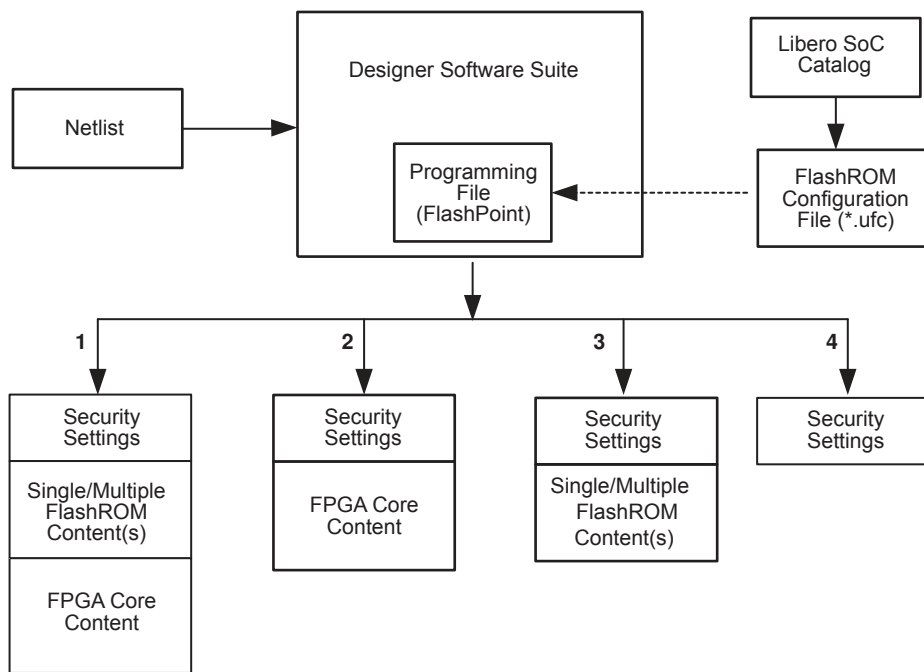 Designer Software Suite
Libero SoC
Catalog
Netlist
Programming
File
(FlashPoint)
FlashROM
Configuration
File (*.ufc)
1
2
3
4
Security
Settings
Single/Multiple
FlashROM
Content(s)
FPGA Core
Content
Security
Settings
FPGA Core
Content
Security
Settings
Single/Multiple
FlashROM
Content(s)
Security
Settings